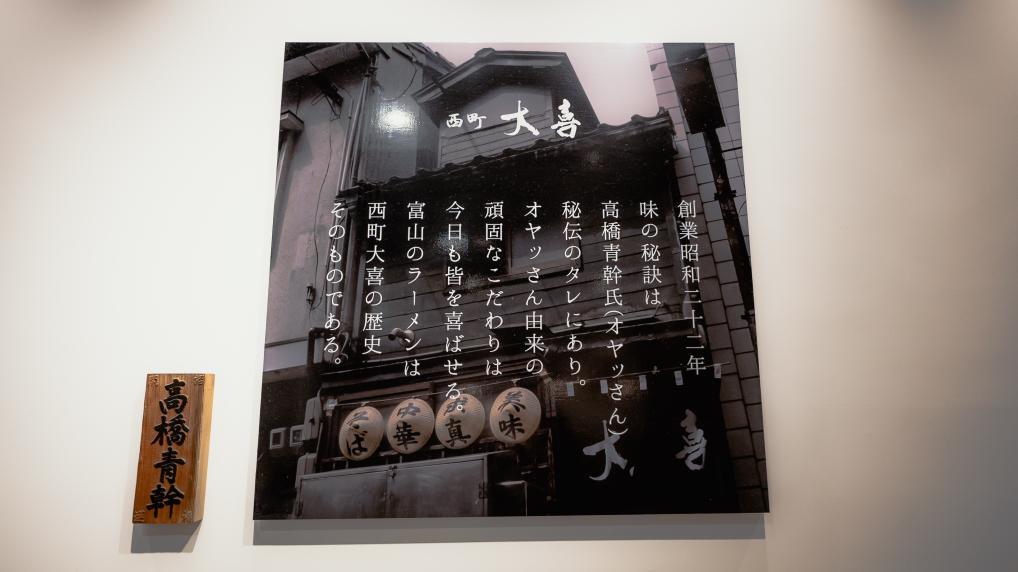 西町 大喜
創業昭和二十二年
味の秘訣は
高橋青幹氏(オヤッさん)
秘伝のタレにあり。
オヤッさん由来の
頑固なこだわりは
今日も皆を喜ばせる。
富山のラーメンは
西町大喜の歴史
そのものである。
そば
中華
真
美味
大喜
高橋青幹